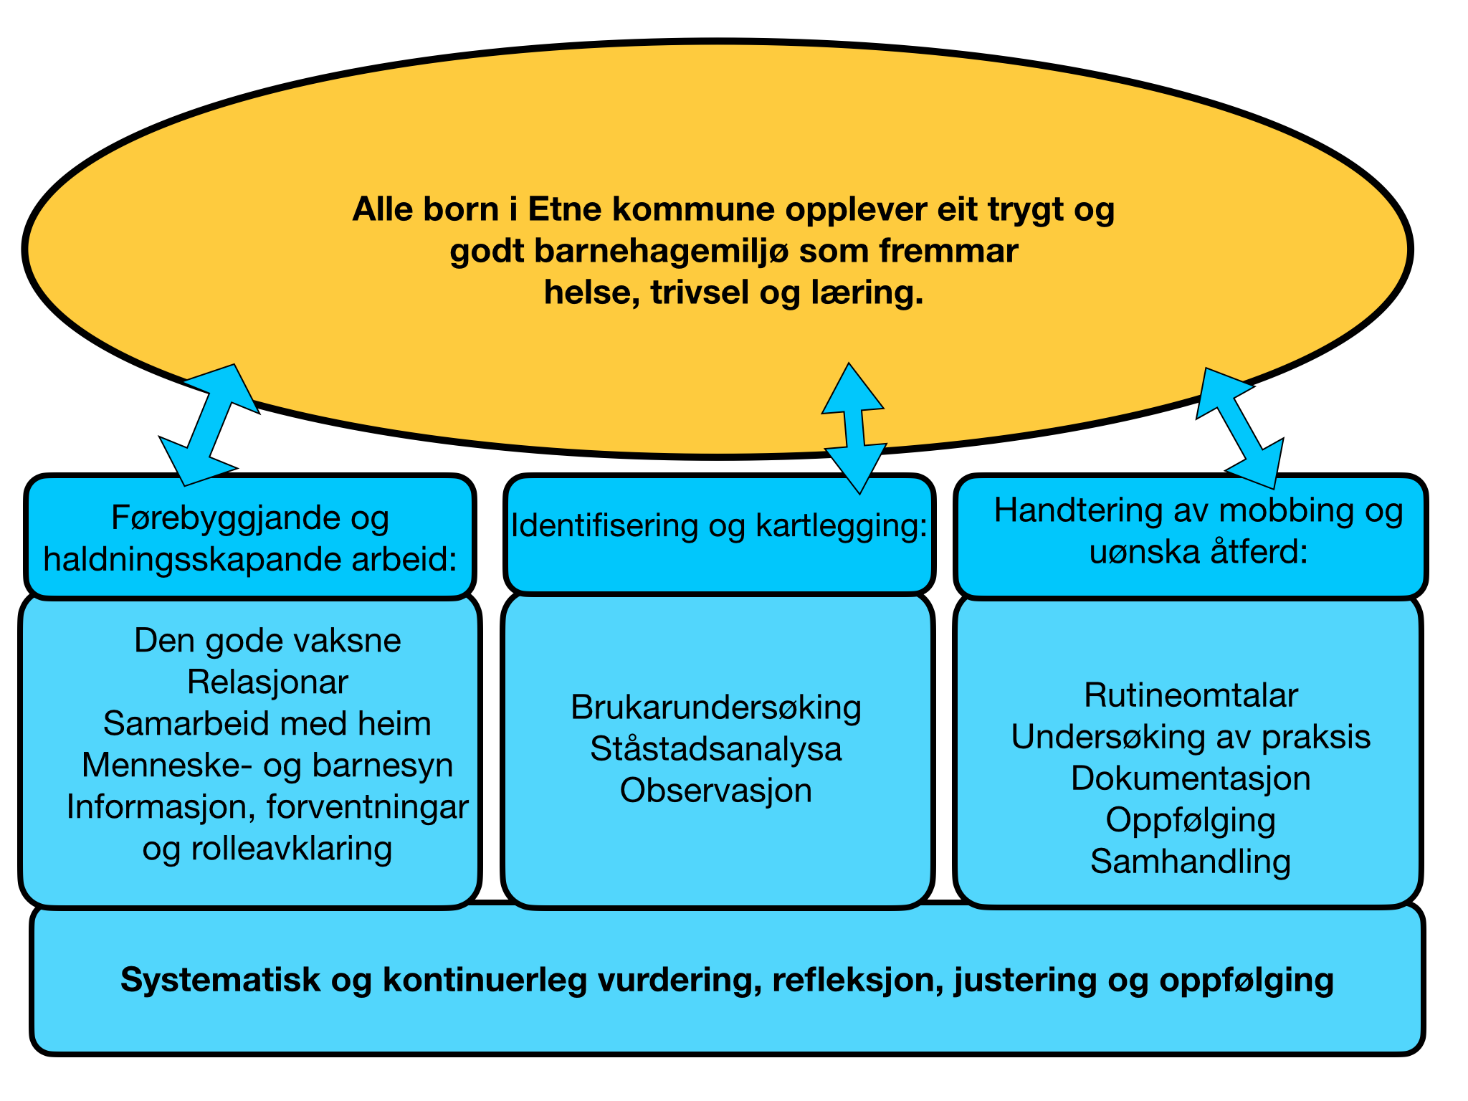 Alle born i Etne kommune opplever eit trygt og
godt barnehagemiljø som fremmar
helse, trivsel og læring.
Førebyggjande og
haldningsskapande arbeid:
Den gode vaksne
Relasjonar
Samarbeid med heim
Menneske- og barnesyn
Informasjon, forventningar
og rolleavklaring
Identifisering og kartlegging:
Brukarundersøking
Ståstadsanalysa
Observasjon
Handtering av mobbing og
uønska åtferd:
Rutineomtalar
Undersøking av praksis
Dokumentasjon
Oppfølging
Samhandling
Systematisk og kontinuerleg vurdering, refleksjon, justering og oppfølging